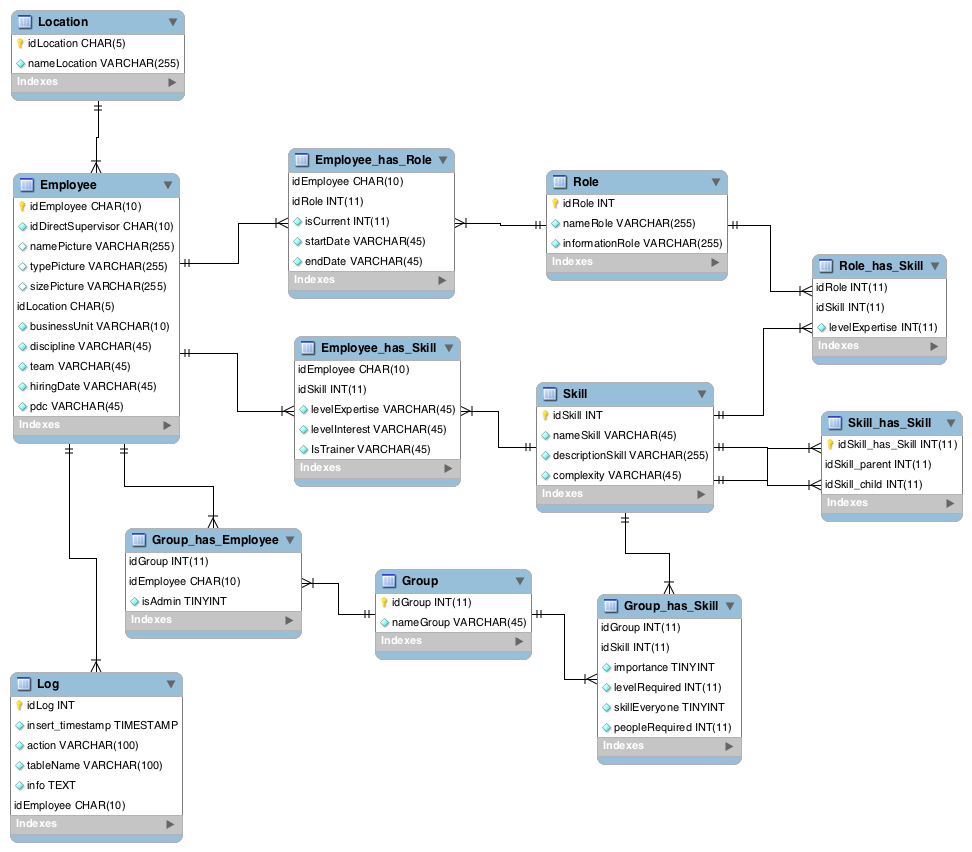 Location
idLocation CHAR(5)
nameLocation VARCHAR(255)
Indexes
Employee
idEmployee CHAR(10)
idDirectSupervisor CHAR(10)
namePicture VARCHAR(255)
typePicture VARCHAR(255)
sizePicture VARCHAR(255)
idLocation CHAR(5)
businessUnit VARCHAR(10)
discipline VARCHAR(45)
team VARCHAR(45)
hiringDate VARCHAR(45)
pdc VARCHAR(45)
Indexes
Employee_has_Role
idEmployee CHAR(10)
idRole INT(11)
isCurrent INT(11)
startDate VARCHAR(45)
endDate VARCHAR(45)
Indexes
Role
idRole INT
nameRole VARCHAR(255)
informationRole VARCHAR(255)
Indexes
Role_has_Skill
idRole INT(11)
idSkill INT(11)
levelExpertise INT(11)
Indexes
Employee_has_Skill
idEmployee CHAR(10)
idSkill INT(11)
levelExpertise VARCHAR(45)
levelInterest VARCHAR(45)
IsTrainer VARCHAR(45)
Indexes
Skill
idSkill INT
nameSkill VARCHAR(45)
descriptionSkill VARCHAR(255)
complexity VARCHAR(45)
Indexes
Skill_has_Skill
idSkill_has_Skill INT(11)
idSkill_parent INT(11)
idSkill_child INT(11)
Indexes
Group_has_Employee
idGroup INT(11)
idEmployee CHAR(10)
isAdmin TINYINT
Indexes
Group
idGroup INT(11)
nameGroup VARCHAR(45)
Indexes
Group_has_Skill
idGroup INT(11)
idSkill INT(11)
importance TINYINT
levelRequired INT(11)
skillEveryone TINYINT
peopleRequired INT(11)
Indexes
Log
idLog INT
insert_timestamp TIMESTAMP
action VARCHAR(100)
tableName VARCHAR(100)
info TEXT
idEmployee CHAR(10)
Indexes